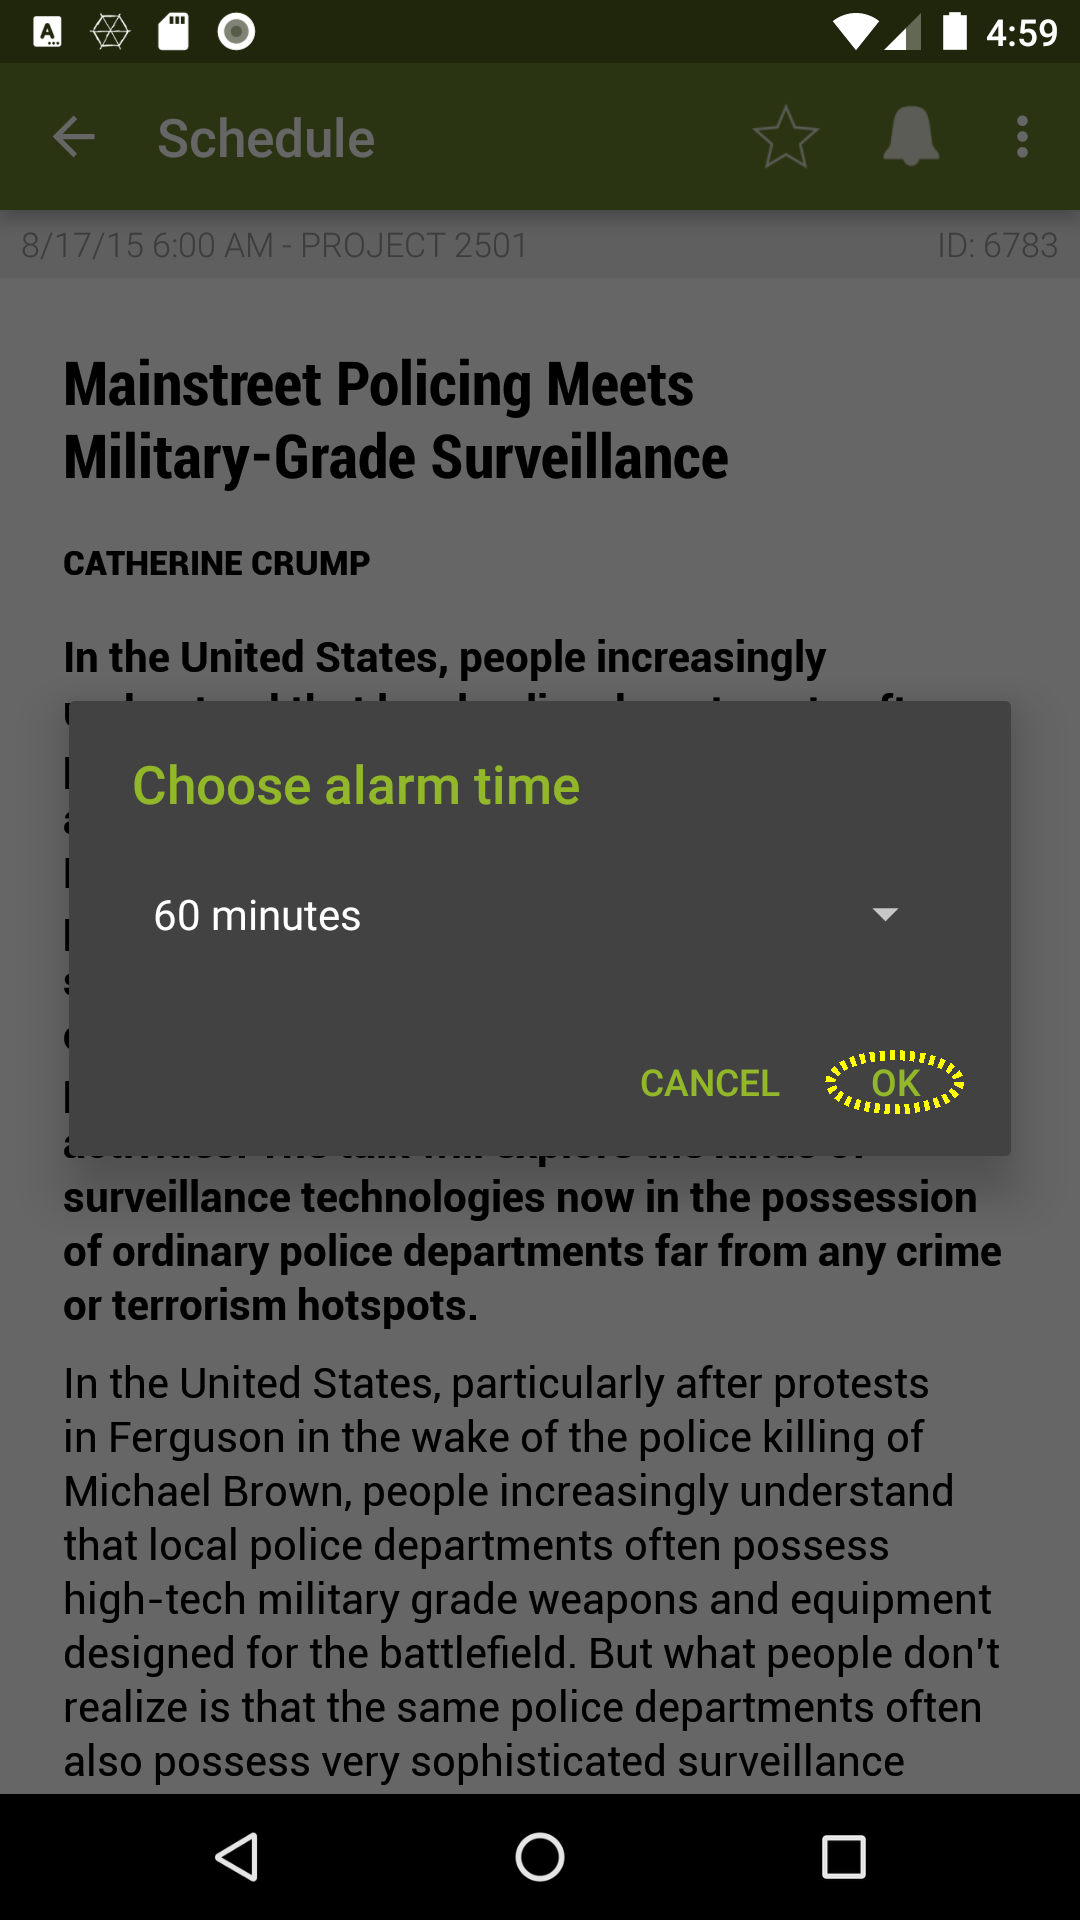 4:59
Schedule
8/17/15 6:00 AM - PROJECT 2501 ID: 6783
Mainstreet Policing Meets
Military-Grade Surveillance
CATHERINE CRUMP
In the United States, people increasingly
Choose alarm time
60 minutes
CANCEL OK
surveillance technologies now in the possession
of ordinary police departments far from any crime
or terrorism hotspots.
In the United States, particularly after protests
in Ferguson in the wake of the police killing of
Michael Brown, people increasingly understand
that local police departments often possess
high-tech military grade weapons and equipment
designed for the battlefield. But what people don't
realize is that the same police departments often
also possess very sophisticated surveillance